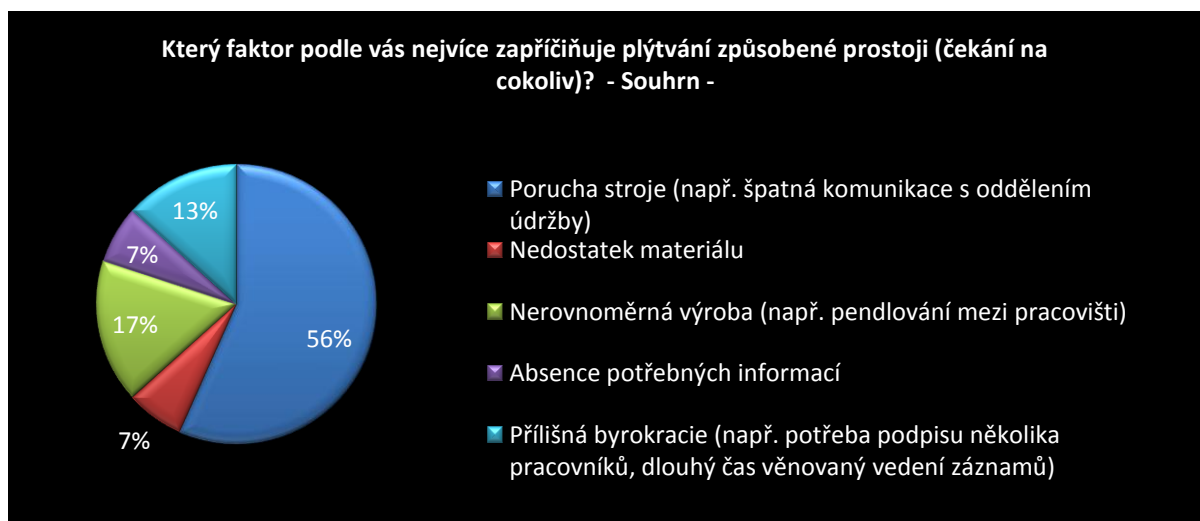 Který faktor podle vás nejvíce zapříčiňuje plýtvání způsobené prostoji (čekání na
cokoliv)?  - Souhrn -
13%
7%
17%
56%
7%
Porucha stroje (např. špatná komunikace s oddělením
údržby)
Nedostatek materiálu
Nerovnoměrná výroba (např. pendlování mezi pracovišti)
Absence potřebných informací
Přílišná byrokracie (např. potřeba podpisu několika
pracovníků, dlouhý čas věnovaný vedení záznamů)